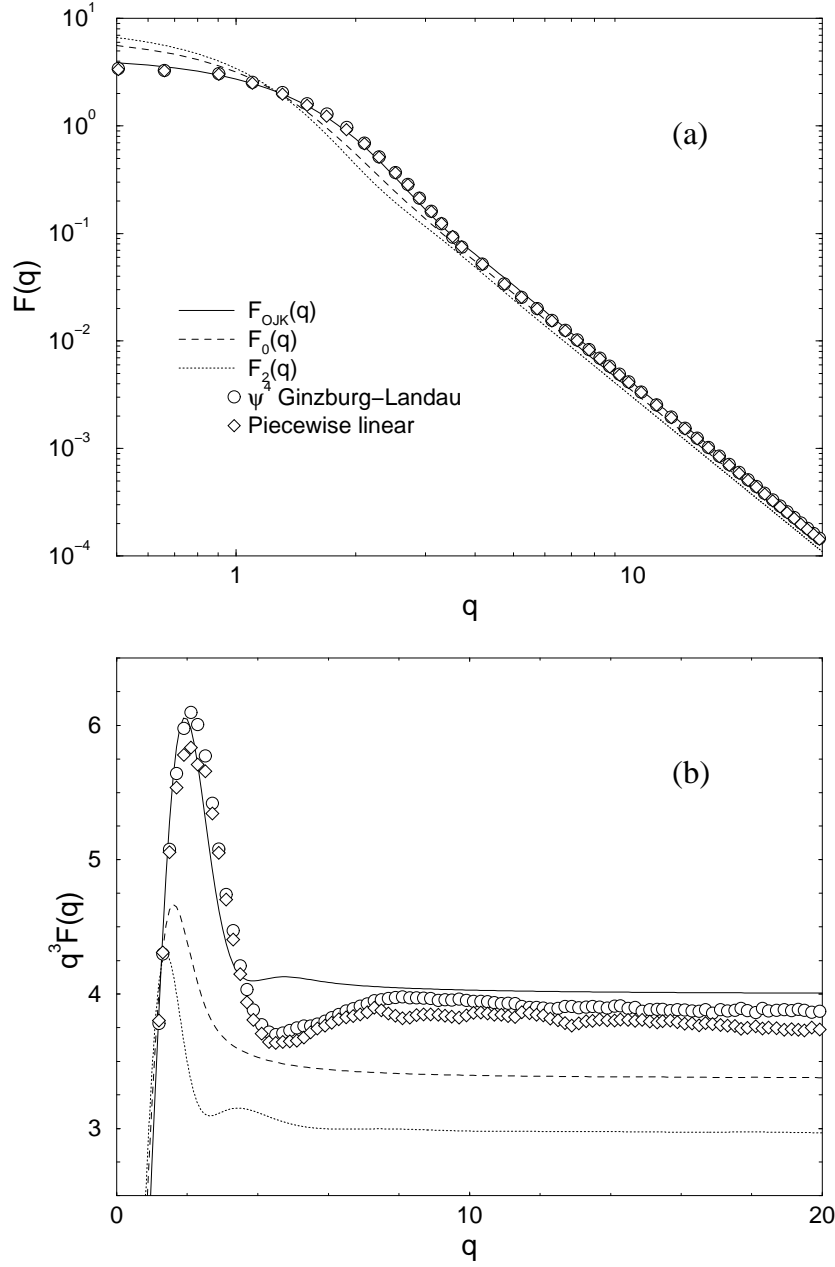 10^1
10^0
10^−1
10^−2
10^−3
10^−4
F(q)
(a)
F_OJK(q)
F_0(q)
F_2(q)
ψ^4 Ginzburg−Landau
Piecewise linear
1
10
q
6
5
4
3
q^3F(q)
(b)
0
10
20
q